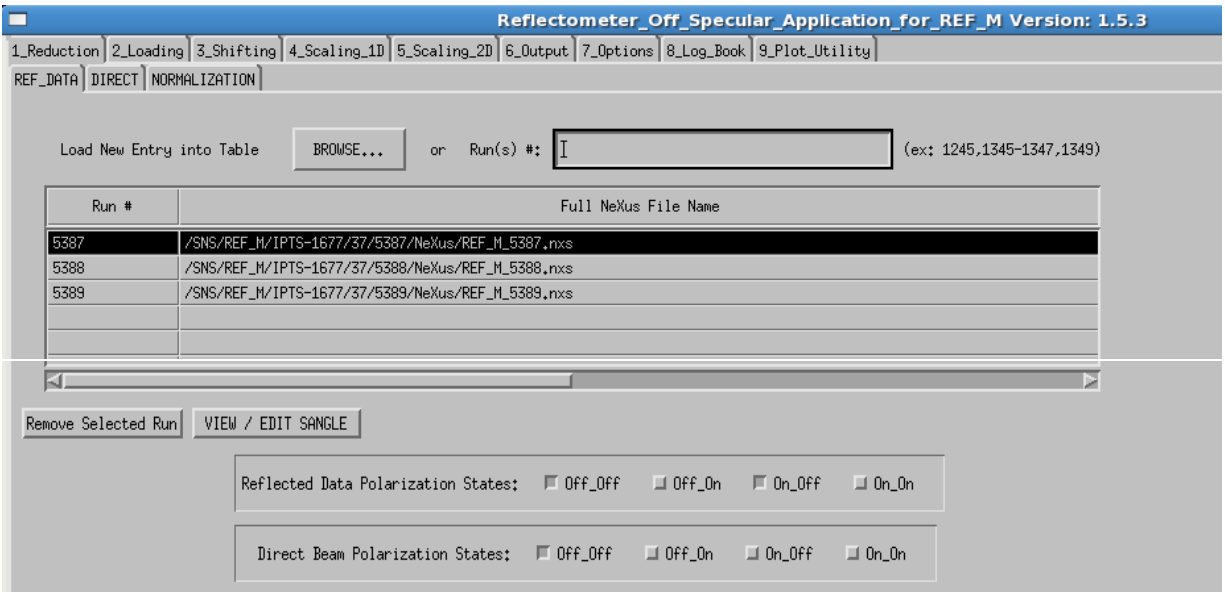 Reflectometer_Off_Specular_Application_for_REF_M Version: 1.5.3
1_Reduction 2_Loading 3_Shifting 4_Scaling_1D 5_Scaling_2D 6_Output 7_Options 8_Log_Book 9_Plot_Utility
REF_DATA DIRECT NORMALIZATION
Load New Entry into Table BROWSE... or Run(s) #: (ex: 1245,1345-1347,1349)
Run # Full NeXus File Name
5387 /SNS/REF_M/IPTS-1677/37/5387/NeXus/REF_M_5387.nxs
5388 /SNS/REF_M/IPTS-1677/37/5388/NeXus/REF_M_5388.nxs
5389 /SNS/REF_M/IPTS-1677/37/5389/NeXus/REF_M_5389.nxs
Remove Selected Run VIEW / EDIT SANGLE
Reflected Data Polarization States: Off_Off Off_On On_Off On_On
Direct Beam Polarization States: Off_Off Off_On On_Off On_On